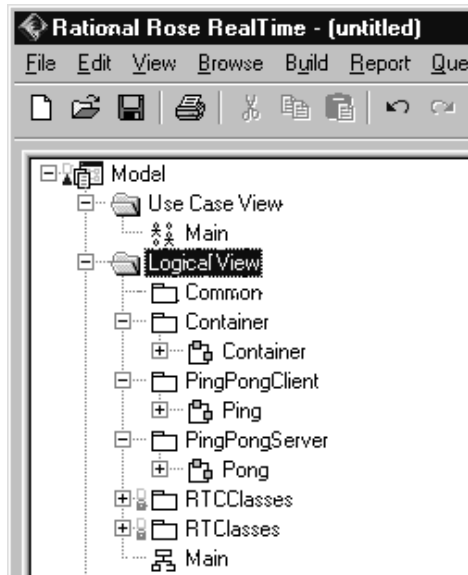 Rational Rose RealTime - (untitled)
File Edit View Browse Build Report Que
Model
Use Case View
Main
Logical View
Common
Container
Container
PingPongClient
Ping
PingPongServer
Pong
RTCClasses
RTClasses
Main